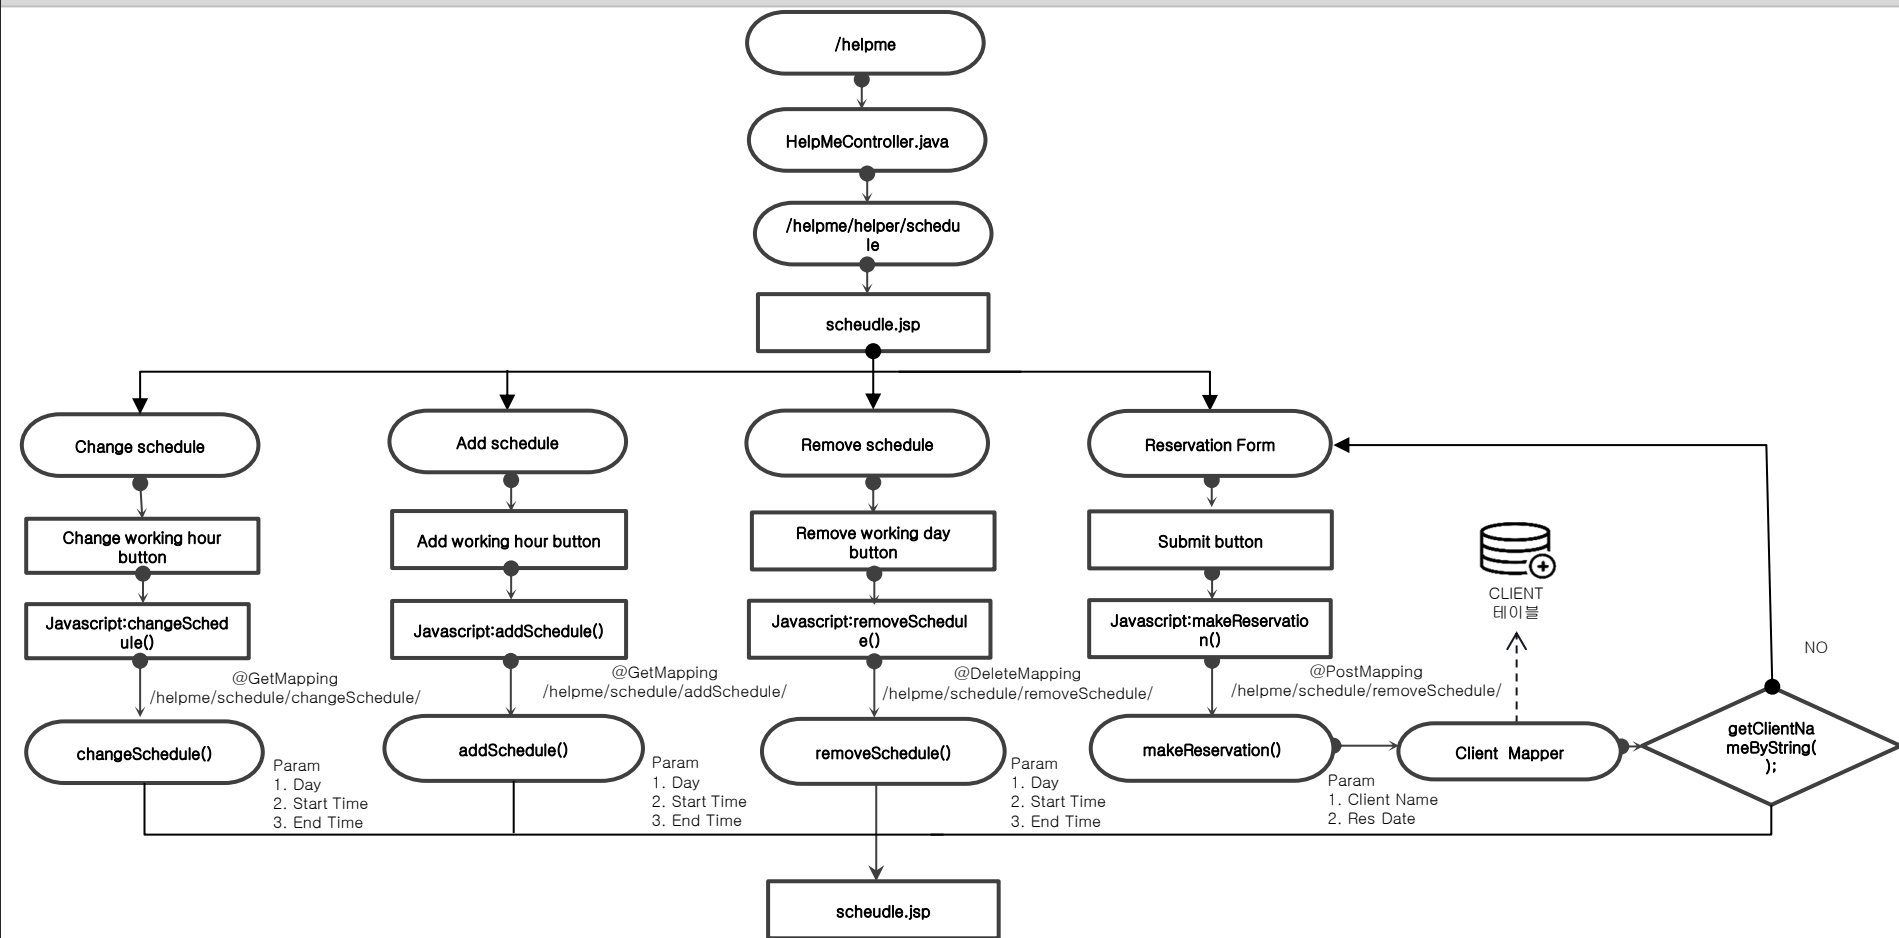 /helpme
HelpMeController.java
/helpme/helper/schedu
le
scheudle.jsp
Change schedule
Add schedule
Remove schedule
Reservation Form
Change working hour
button
Add working hour button
Remove working day
button
Submit button
CLIENT
테이블
Javascript:changeSched
ule()
Javascript:addSchedule()
Javascript:removeSchedul
e()
Javascript:makeReservatio
n()
NO
@GetMapping
/helpme/schedule/changeSchedule/
@GetMapping
/helpme/schedule/addSchedule/
@DeleteMapping
/helpme/schedule/removeSchedule/
@PostMapping
/helpme/schedule/removeSchedule/
changeSchedule()
Param
1. Day
2. Start Time
3. End Time
addSchedule()
Param
1. Day
2. Start Time
3. End Time
removeSchedule()
Param
1. Day
2. Start Time
3. End Time
makeReservation()
Param
1. Client Name
2. Res Date
Client Mapper
getClientNa
meByString(
);
scheudle.jsp